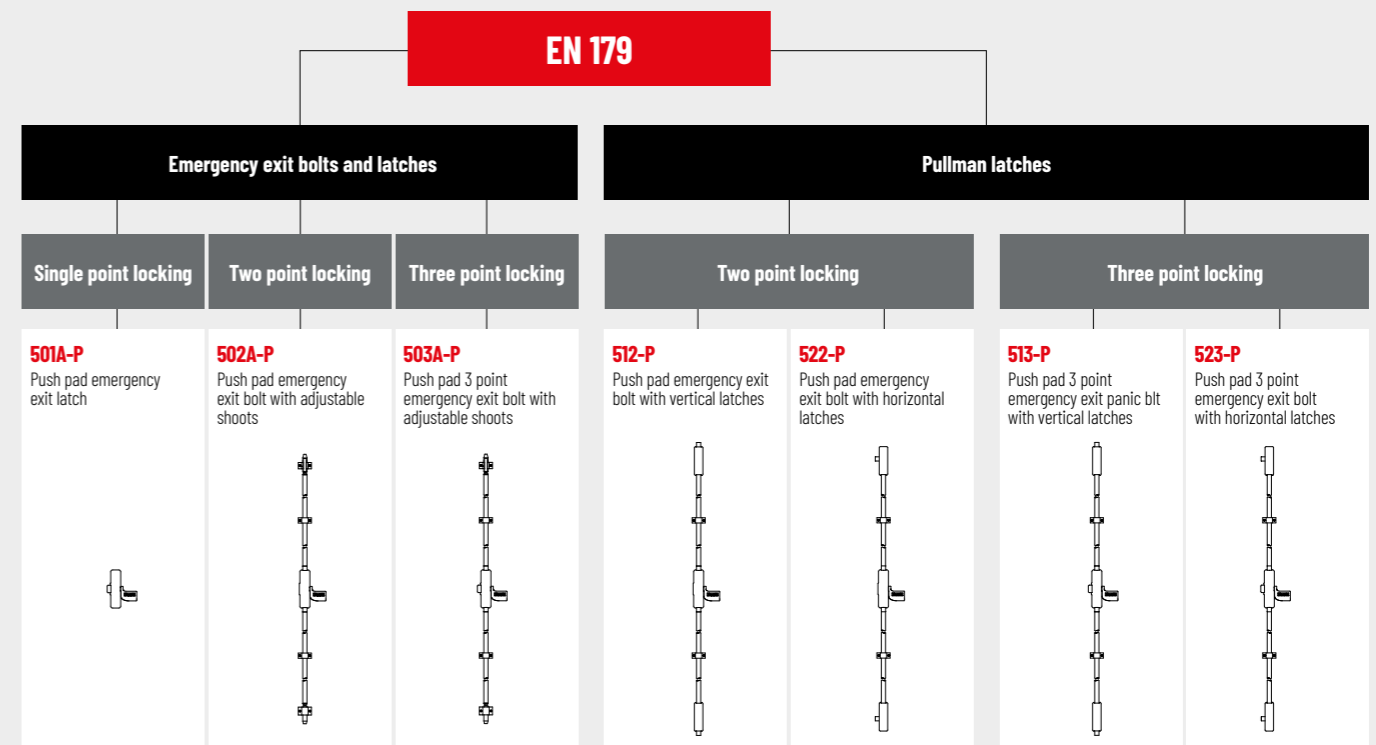 EN 179
Emergency exit bolts and latches
Pullman latches
Single point locking
Two point locking
Three point locking
Two point locking
Three point locking
501A-P
Push pad emergency
exit latch
502A-P
Push pad emergency
exit bolt with adjustable
shoots
503A-P
Push pad 3 point
emergency exit bolt with
adjustable shoots
512-P
Push pad emergency exit
bolt with vertical latches
522-P
Push pad emergency
exit bolt with horizontal
latches
513-P
Push pad 3 point
emergency exit panic blt
with vertical latches
523-P
Push pad 3 point
emergency exit bolt
with horizontal latches